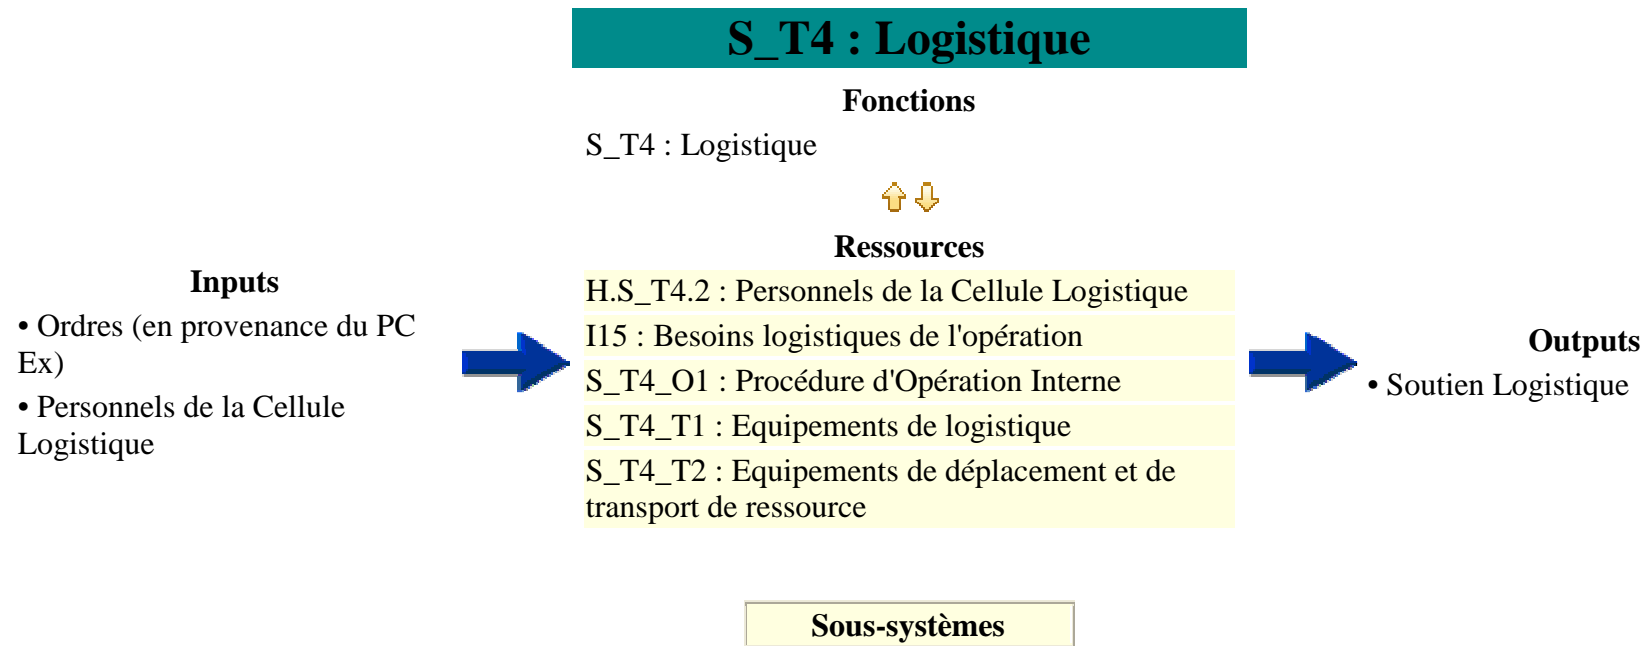 S_T4 : Logistique
Fonctions
S_T4 : Logistique
Ressources
Inputs
• Ordres (en provenance du PC
Ex)
• Personnels de la Cellule
Logistique
H.S_T4.2 : Personnels de la Cellule Logistique
I15 : Besoins logistiques de l'opération
S_T4_O1 : Procédure d'Opération Interne
S_T4_T1 : Equipements de logistique
S_T4_T2 : Equipements de déplacement et de
transport de ressource
Outputs
• Soutien Logistique
Sous-systèmes